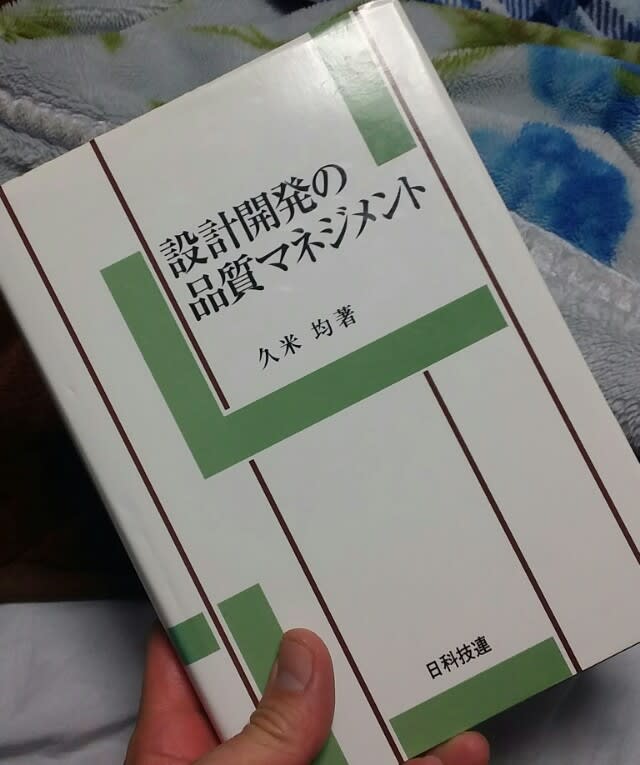 設計開発の
品質マネジメント
久米 均著
日科技連